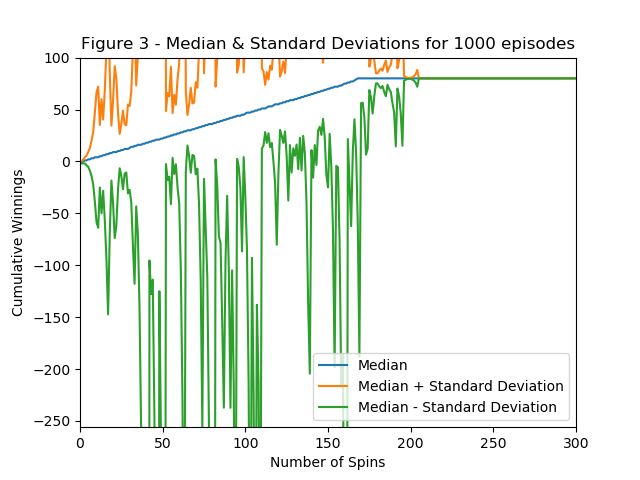 Figure 3 - Median & Standard Deviations for 1000 episodes
Cumulative Winnings
100
50
0
−50
−100
−150
−200
−250
0 50 100 150 200 250 300
Number of Spins
Median
Median + Standard Deviation
Median - Standard Deviation